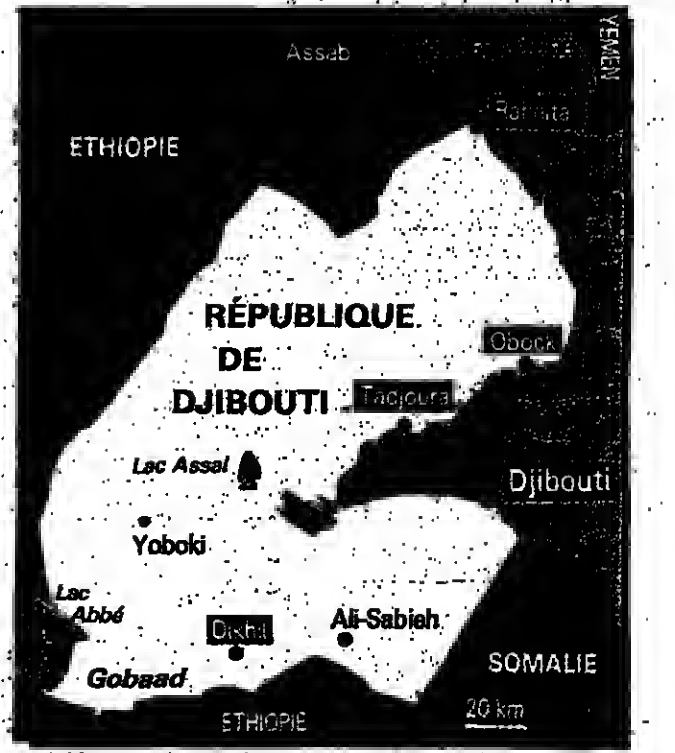 YEMEN
Assab
Rahaita
ETHIOPIE
RÉPUBLIQUE
DE
DJIBOUTI
Obock
Tadjoura
Lac Assal
Djibouti
Yoboki
Lac
Abbé
Dikhil
Ali-Sabieh
Gobaad
SOMALIE
ETHIOPIE
20 km